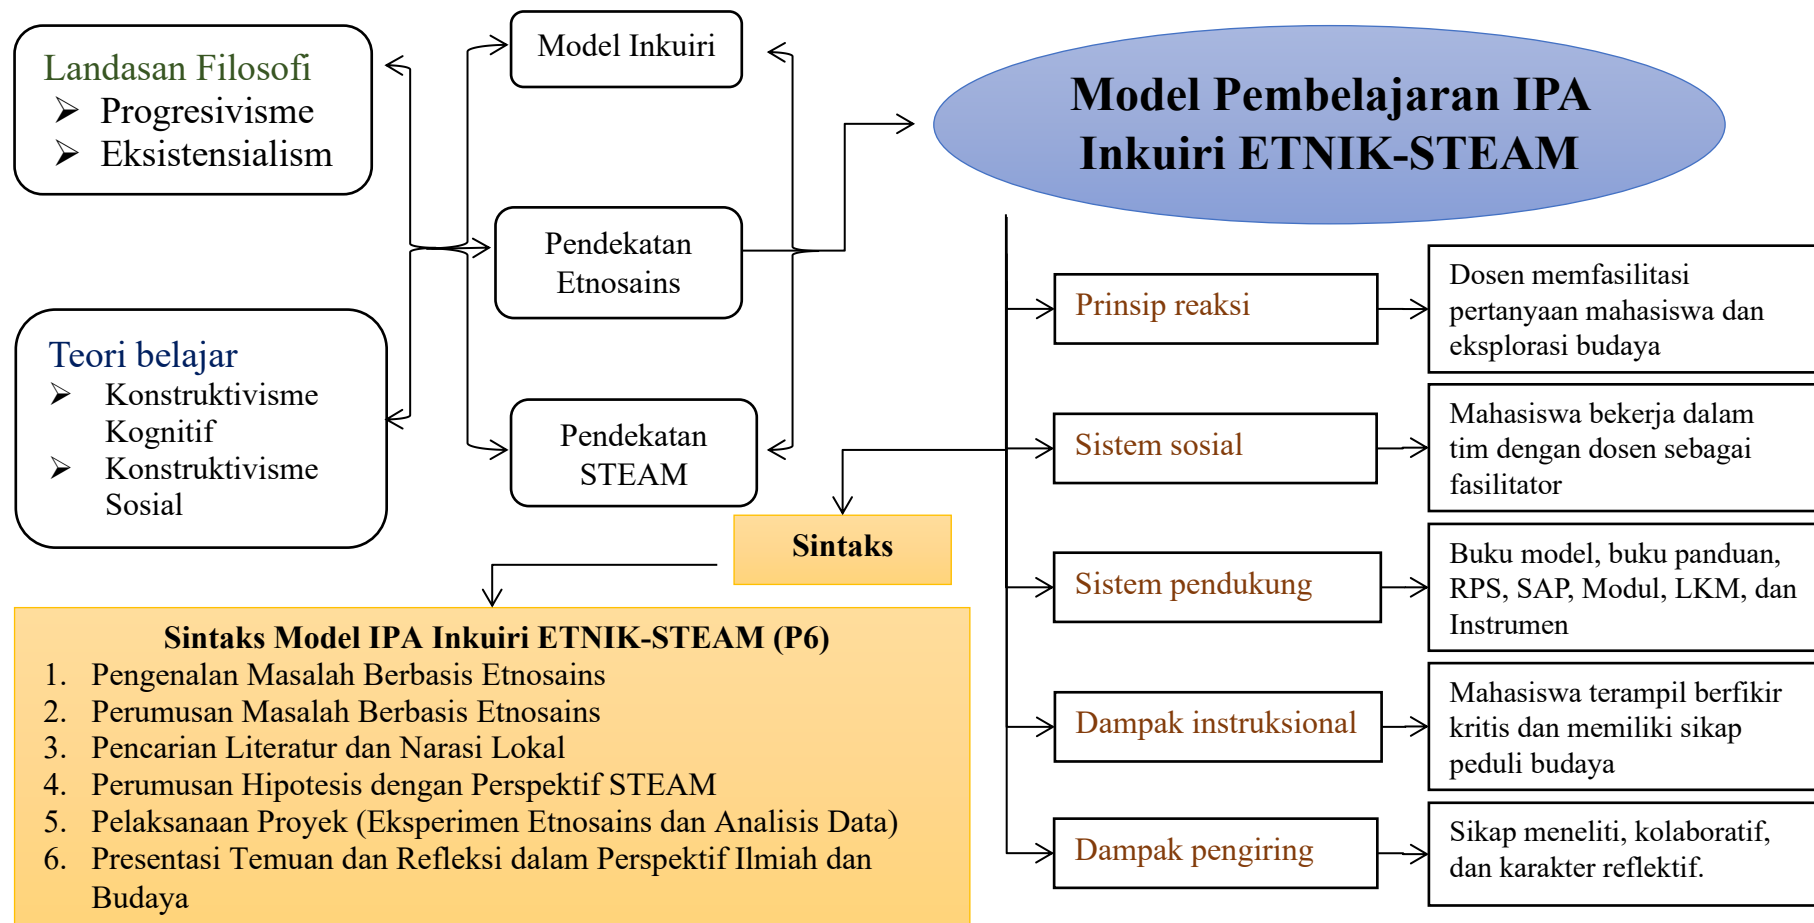 Landasan Filosofi
➢ Progresivisme
➢ Eksistensialism
Teori belajar
➢ Konstruktivisme
Kognitif
➢ Konstruktivisme
Sosial
Model Inkuiri
Pendekatan
Etnosains
Pendekatan
STEAM
Model Pembelajaran IPA
Inkuiri ETNIK-STEAM
Prinsip reaksi
Dosen memfasilitasi
pertanyaan mahasiswa dan
eksplorasi budaya
Sistem sosial
Mahasiswa bekerja dalam
tim dengan dosen sebagai
fasilitator
Sistem pendukung
Buku model, buku panduan,
RPS, SAP, Modul, LKM, dan
Instrumen
Dampak instruksional
Mahasiswa terampil berfikir
kritis dan memiliki sikap
peduli budaya
Dampak pengiring
Sikap meneliti, kolaboratif,
dan karakter reflektif.
Sintaks
Sintaks Model IPA Inkuiri ETNIK-STEAM (P6)
1. Pengenalan Masalah Berbasis Etnosains
2. Perumusan Masalah Berbasis Etnosains
3. Pencarian Literatur dan Narasi Lokal
4. Perumusan Hipotesis dengan Perspektif STEAM
5. Pelaksanaan Proyek (Eksperimen Etnosains dan Analisis Data)
6. Presentasi Temuan dan Refleksi dalam Perspektif Ilmiah dan
Budaya